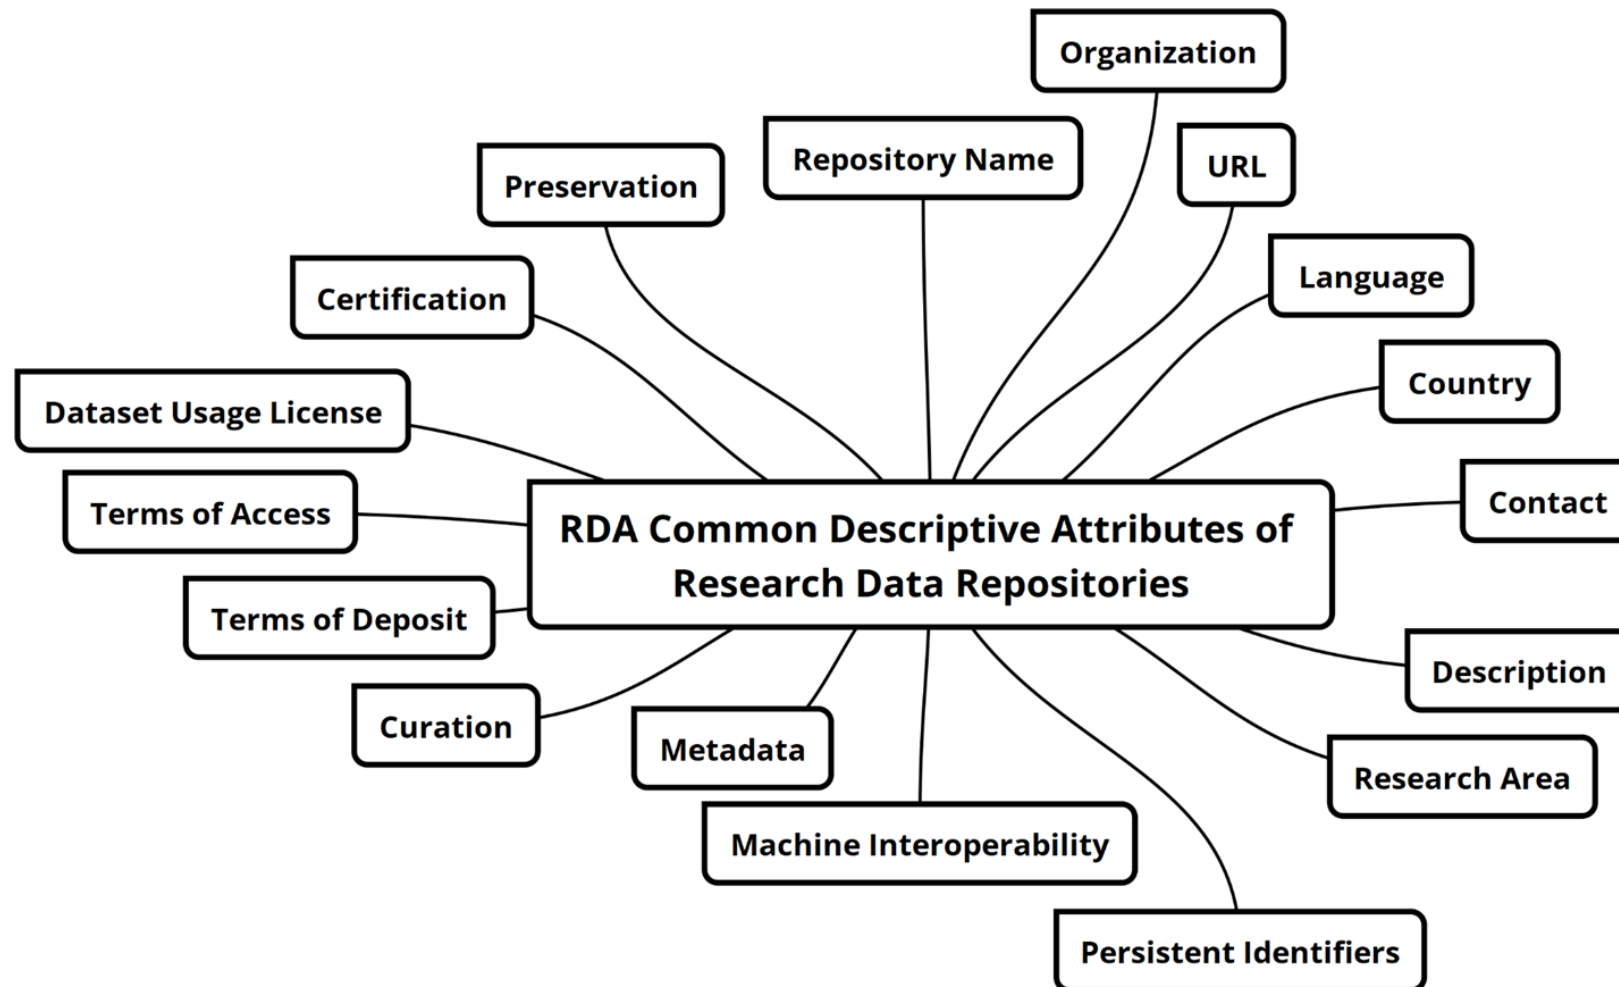 Organization
Repository Name
URL
Preservation
Language
Certification
Country
Dataset Usage License
Contact
Terms of Access
RDA Common Descriptive Attributes of
Research Data Repositories
Terms of Deposit
Description
Curation
Metadata
Research Area
Machine Interoperability
Persistent Identifiers